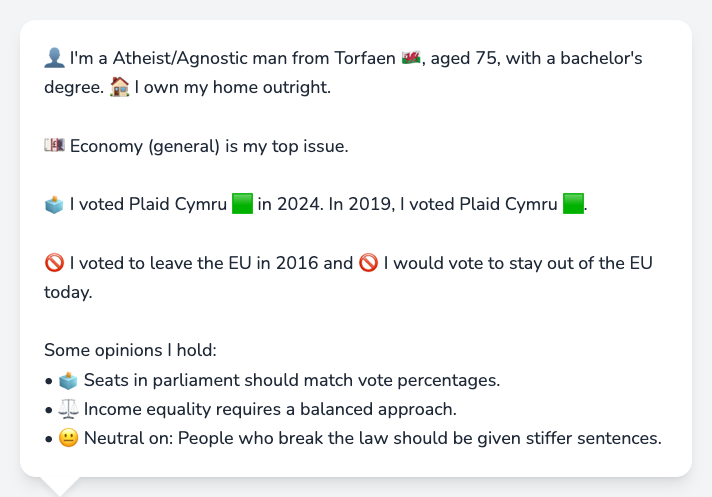 👤 I'm a Atheist/Agnostic man from Torfaen 🏴󠁧󠁢󠁷󠁬󠁳󠁿, aged 75, with a bachelor's
degree. 🏠 I own my home outright.
💷 Economy (general) is my top issue.
🗳️ I voted Plaid Cymru 🟩 in 2024. In 2019, I voted Plaid Cymru 🟩.
🚫 I voted to leave the EU in 2016 and 🚫 I would vote to stay out of the EU
today.
Some opinions I hold:
• 🗳️ Seats in parliament should match vote percentages.
• ⚖️ Income equality requires a balanced approach.
• 😐 Neutral on: People who break the law should be given stiffer sentences.